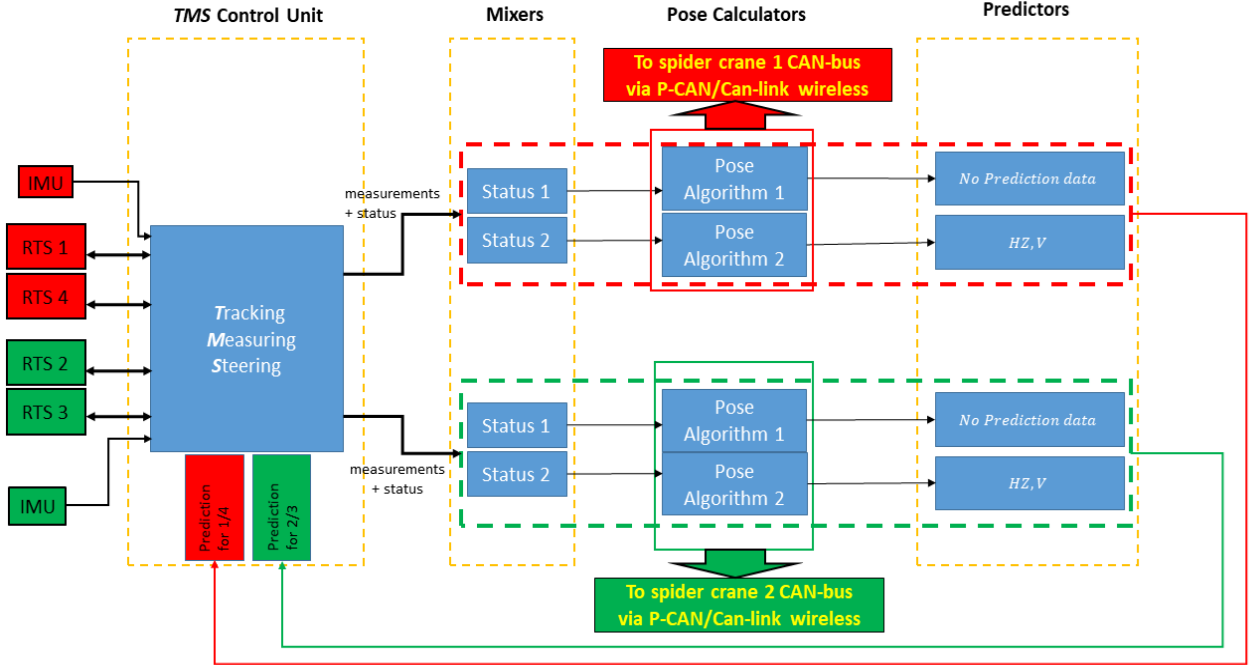 TMS Control Unit
Mixers
Pose Calculators
Predictors
To spider crane 1 CAN-bus
via P-CAN/Can-link wireless
IMU
RTS 1
RTS 4
RTS 2
RTS 3
IMU
Tracking
Measuring
Steering
Prediction
for 1/4
Prediction
for 2/3
measurements
+ status
measurements
+ status
Status 1
Status 2
Pose
Algorithm 1
Pose
Algorithm 2
No Prediction data
HZ,V
Status 1
Status 2
Pose
Algorithm 1
Pose
Algorithm 2
No Prediction data
HZ,V
To spider crane 2 CAN-bus
via P-CAN/Can-link wireless